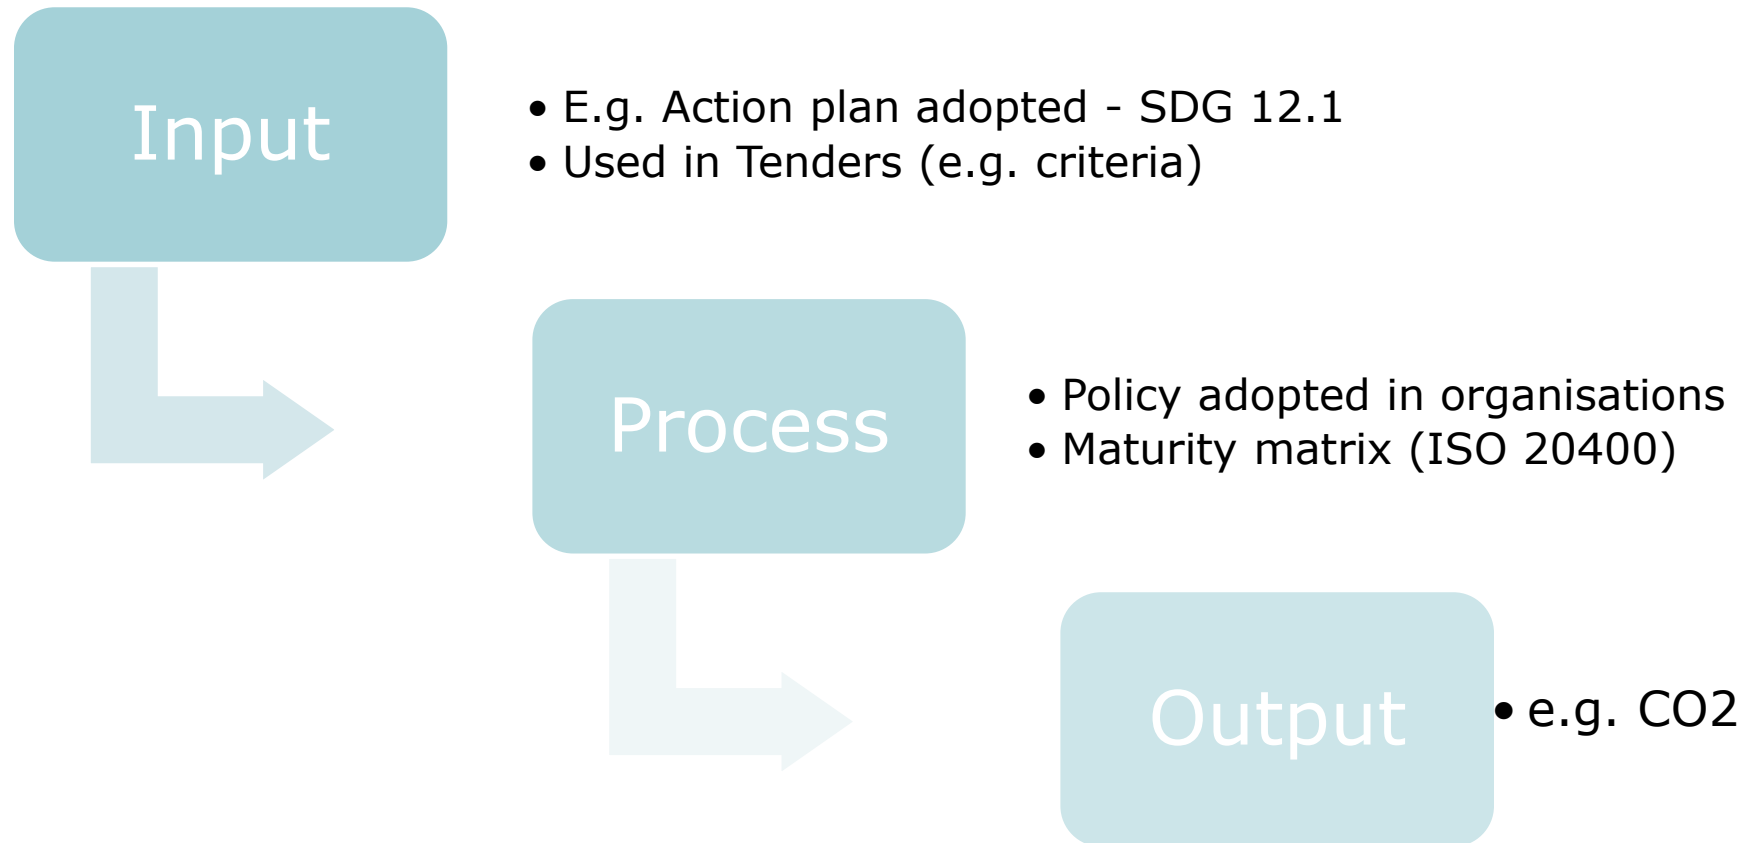 Input
• E.g. Action plan adopted - SDG 12.1
• Used in Tenders (e.g. criteria)
Process
• Policy adopted in organisations
• Maturity matrix (ISO 20400)
Output
• e.g. CO2